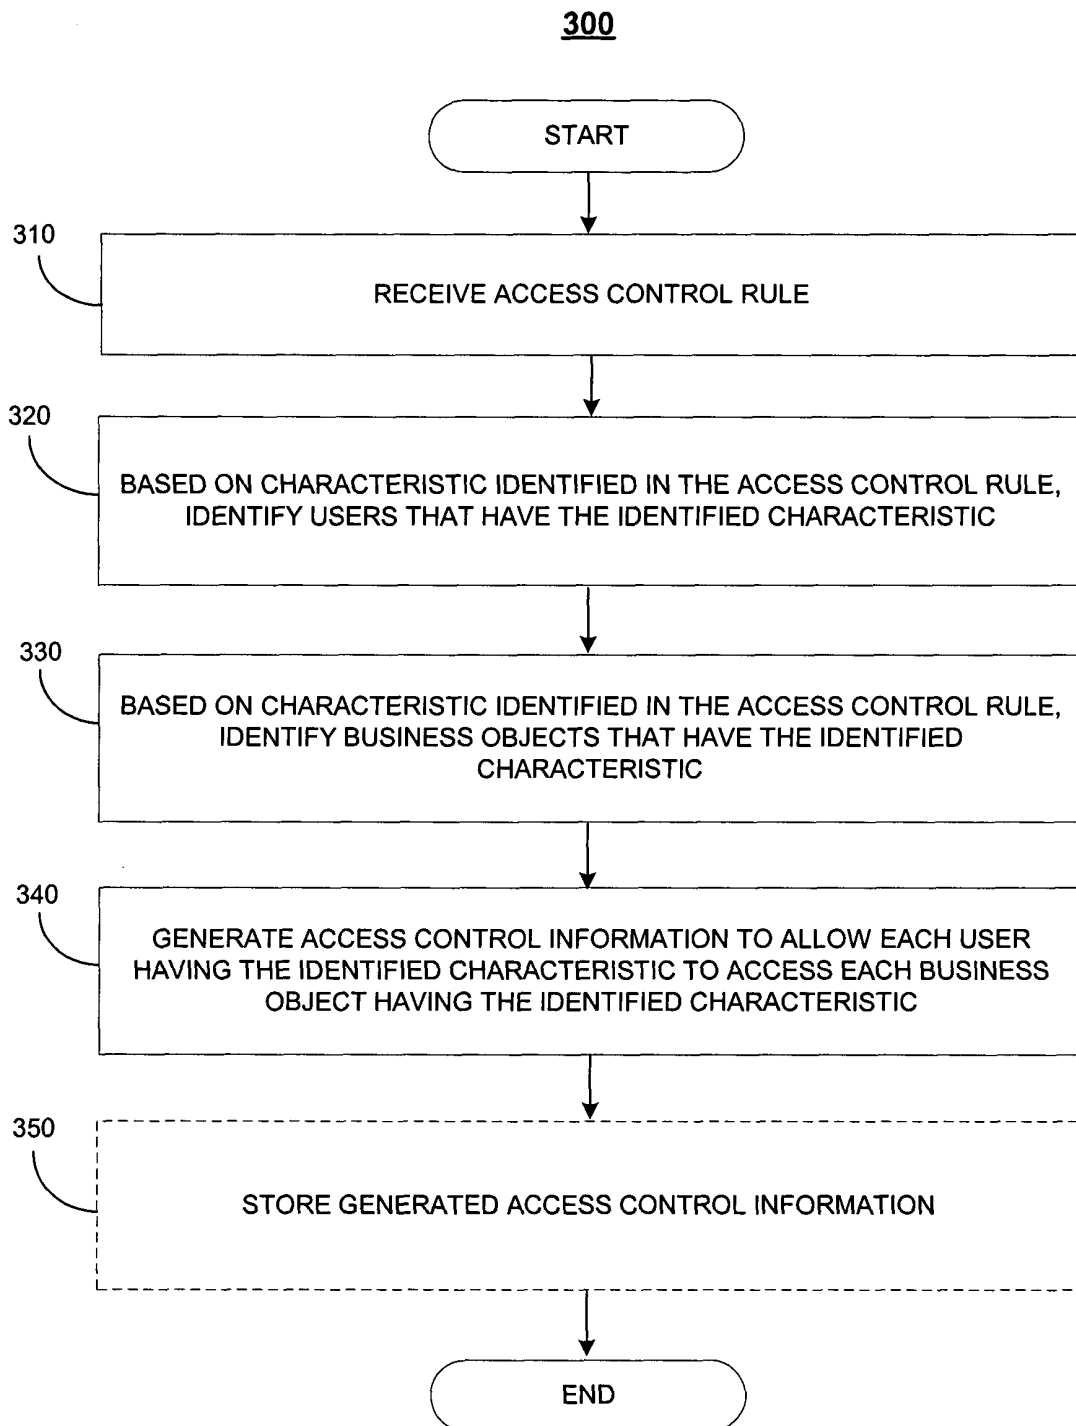 300
START
310
RECEIVE ACCESS CONTROL RULE
320
BASED ON CHARACTERISTIC IDENTIFIED IN THE ACCESS CONTROL RULE,
IDENTIFY USERS THAT HAVE THE IDENTIFIED CHARACTERISTIC
330
BASED ON CHARACTERISTIC IDENTIFIED IN THE ACCESS CONTROL RULE,
IDENTIFY BUSINESS OBJECTS THAT HAVE THE IDENTIFIED
CHARACTERISTIC
340
GENERATE ACCESS CONTROL INFORMATION TO ALLOW EACH USER
HAVING THE IDENTIFIED CHARACTERISTIC TO ACCESS EACH BUSINESS
OBJECT HAVING THE IDENTIFIED CHARACTERISTIC
350
STORE GENERATED ACCESS CONTROL INFORMATION
END